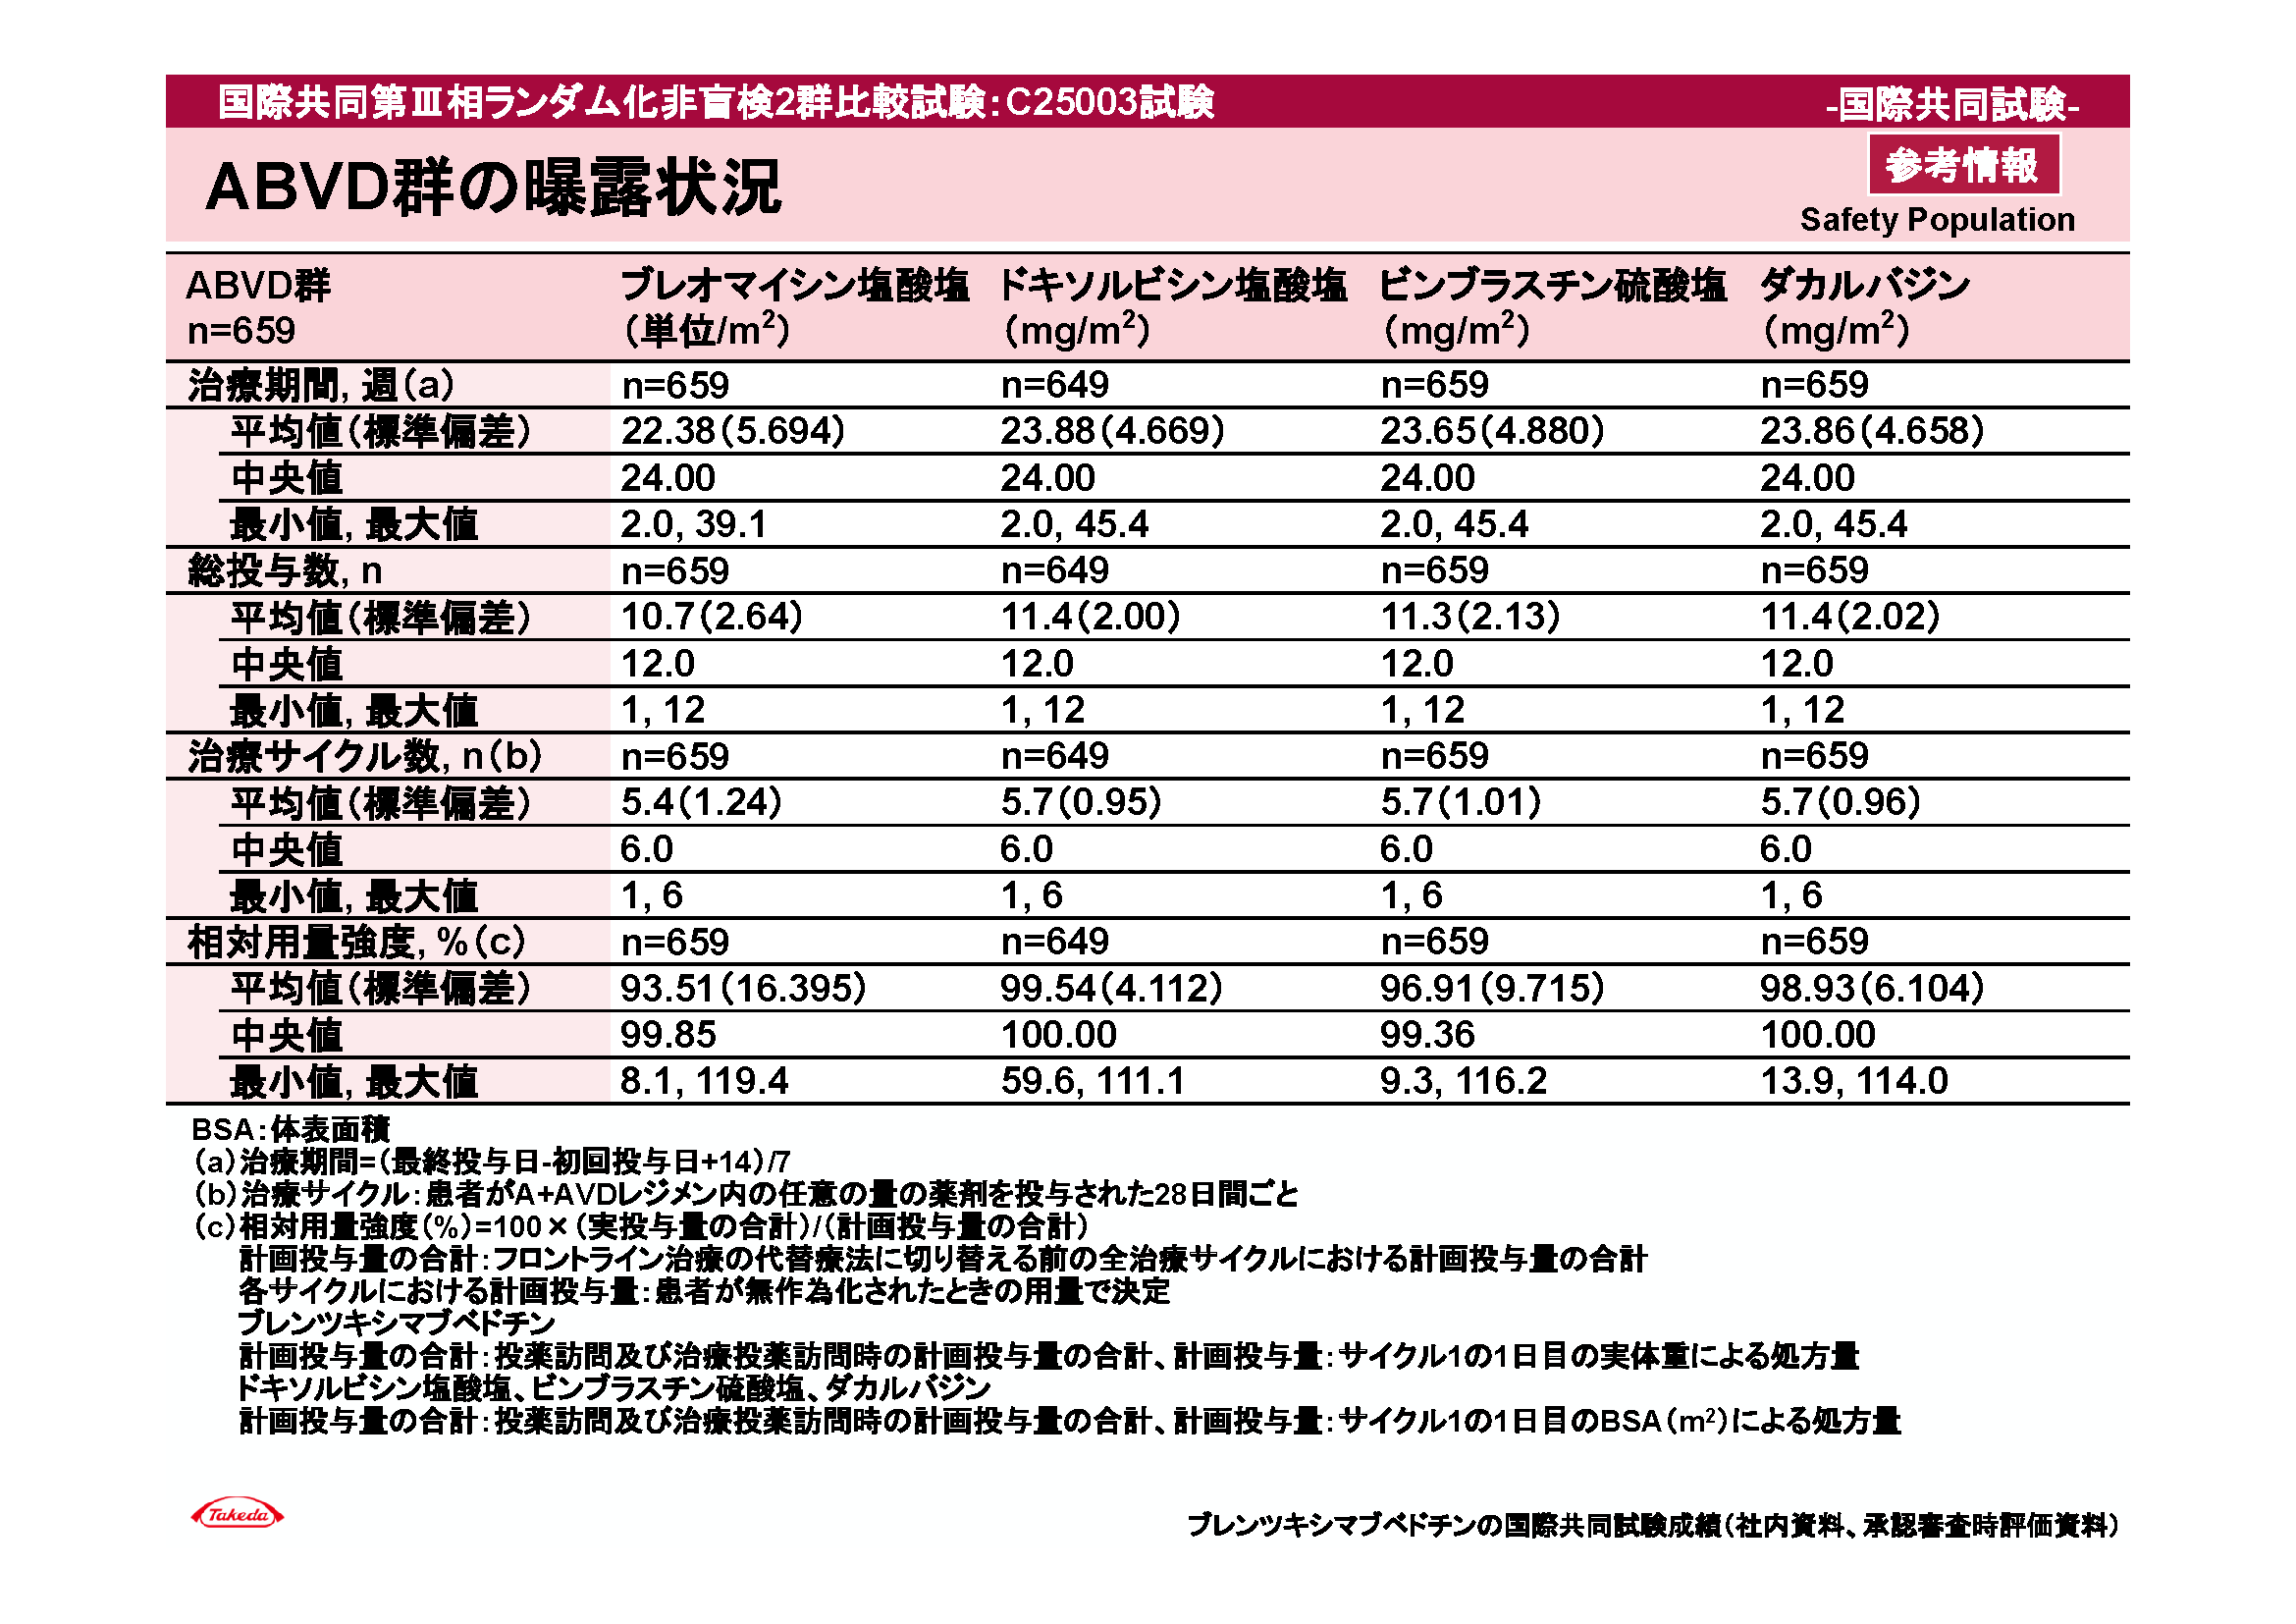 国際共同第Ⅲ相ランダム化非盲検2群比較試験：C25003試験 -国際共同試験-
ABVD群の曝露状況 参考情報
Safety Population
ABVD群 ブレオマイシン塩酸塩 ドキソルビシン塩酸塩 ビンブラスチン硫酸塩 ダカルバジン
n=659 （単位/m²） （mg/m²） （mg/m²） （mg/m²）
治療期間, 週（a） n=659 n=649 n=659 n=659
平均値（標準偏差） 22.38（5.694） 23.88（4.669） 23.65（4.880） 23.86（4.658）
中央値 24.00 24.00 24.00 24.00
最小値, 最大値 2.0, 39.1 2.0, 45.4 2.0, 45.4 2.0, 45.4
総投与数, n n=659 n=649 n=659 n=659
平均値（標準偏差） 10.7（2.64） 11.4（2.00） 11.3（2.13） 11.4（2.02）
中央値 12.0 12.0 12.0 12.0
最小値, 最大値 1, 12 1, 12 1, 12 1, 12
治療サイクル数, n（b） n=659 n=649 n=659 n=659
平均値（標準偏差） 5.4（1.24） 5.7（0.95） 5.7（1.01） 5.7（0.96）
中央値 6.0 6.0 6.0 6.0
最小値, 最大値 1, 6 1, 6 1, 6 1, 6
相対用量強度, %（c） n=659 n=649 n=659 n=659
平均値（標準偏差） 93.51（16.395） 99.54（4.112） 96.91（9.715） 98.93（6.104）
中央値 99.85 100.00 99.36 100.00
最小値, 最大値 8.1, 119.4 59.6, 111.1 9.3, 116.2 13.9, 114.0
BSA：体表面積
（a）治療期間=（最終投与日-初回投与日+14）/7
（b）治療サイクル：患者がA+AVDレジメン内の任意の量の薬剤を投与された28日間ごと
（c）相対用量強度（%）=100×（実投与量の合計）/（計画投与量の合計）
計画投与量の合計：フロントライン治療の代替療法に切り替える前の全治療サイクルにおける計画投与量の合計
各サイクルにおける計画投与量：患者が無作為化されたときの用量で決定
ブレンツキシマブベドチン
計画投与量の合計：投薬訪問及び治療投薬訪問時の計画投与量の合計、計画投与量：サイクル1の1日目の実体重による処方量
ドキソルビシン塩酸塩、ビンブラスチン硫酸塩、ダカルバジン
計画投与量の合計：投薬訪問及び治療投薬訪問時の計画投与量の合計、計画投与量：サイクル1の1日目のBSA（m²）による処方量
Takeda
ブレンツキシマブベドチンの国際共同試験成績（社内資料、承認審査時評価資料）